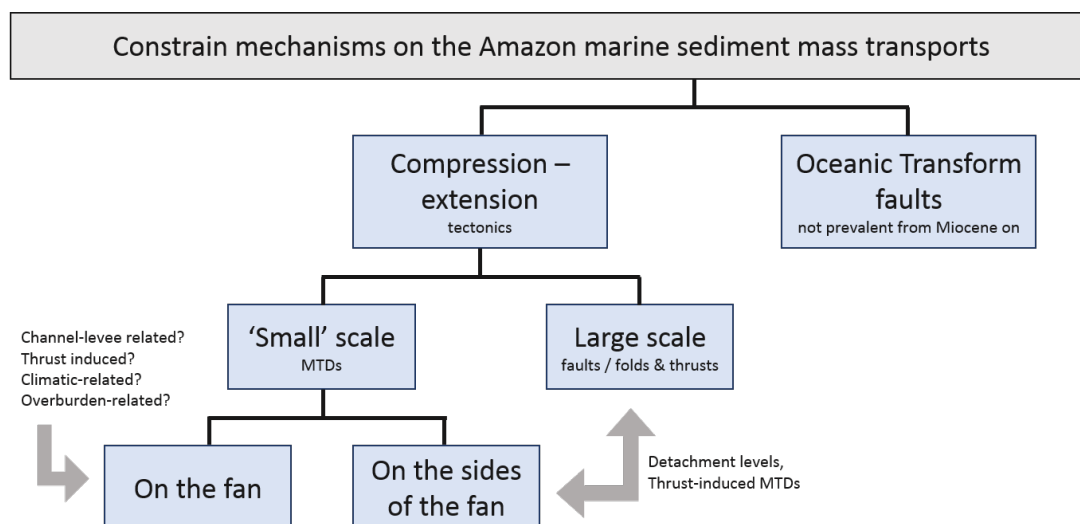 Constrain mechanisms on the Amazon marine sediment mass transports
Compression –
extension
tectonics
Oceanic Transform
faults
not prevalent from Miocene on
‘Small’ scale
MTDs
Large scale
faults / folds & thrusts
Channel-levee related?
Thrust induced?
Climatic-related?
Overburden-related?
On the fan
On the sides
of the fan
Detachment levels,
Thrust-induced MTDs